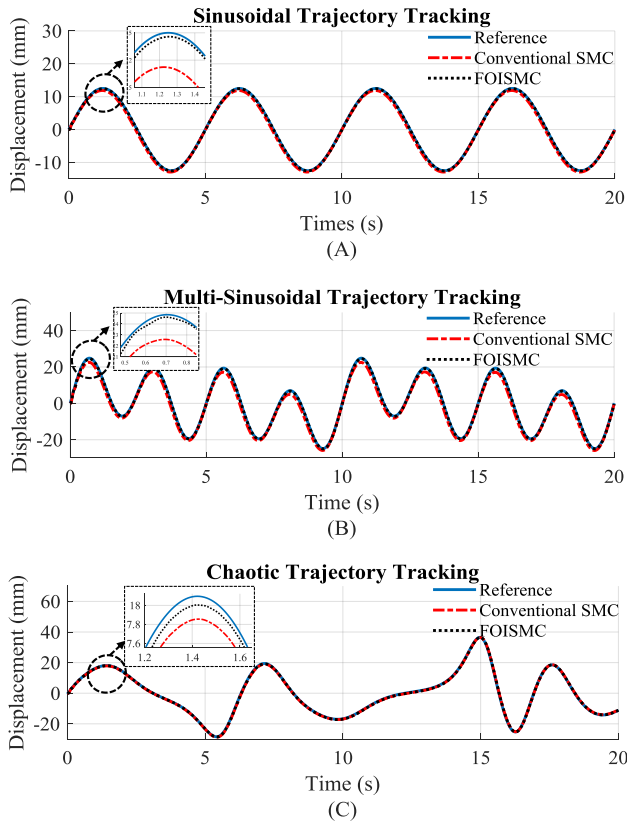 Sinusoidal Trajectory Tracking
Displacement (mm)
30
20
10
0
-10
Reference
Conventional SMC
FOISMC
1.1 1.2 1.3 1.4
0 5 10 15 20
Times (s)
(A)
Multi-Sinusoidal Trajectory Tracking
Displacement (mm)
40
20
0
-20
Reference
Conventional SMC
FOISMC
0.5 0.6 0.7 0.8
0 5 10 15 20
Time (s)
(B)
Chaotic Trajectory Tracking
Displacement (mm)
60
40
20
0
-20
Reference
Conventional SMC
FOISMC
18
7.8
7.6
1.2 1.4 1.6
0 5 10 15 20
Time (s)
(C)